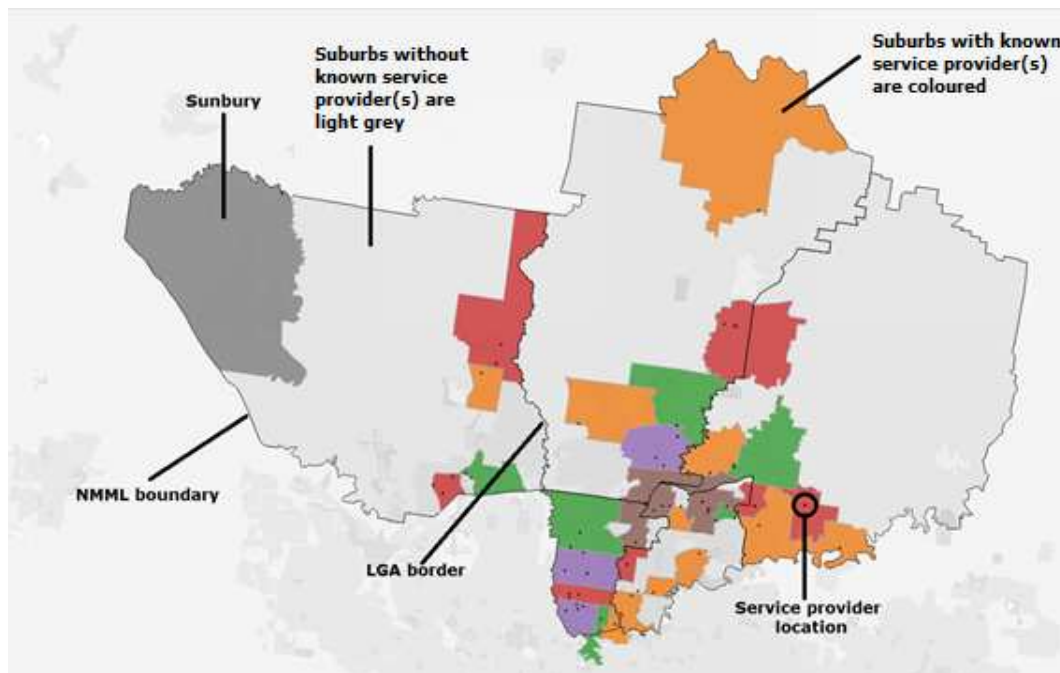 Suburbs without
known service
provider(s) are
light grey
Suburbs with known
service provider(s)
are coloured
Sunbury
NMML boundary
LGA border
Service provider
location